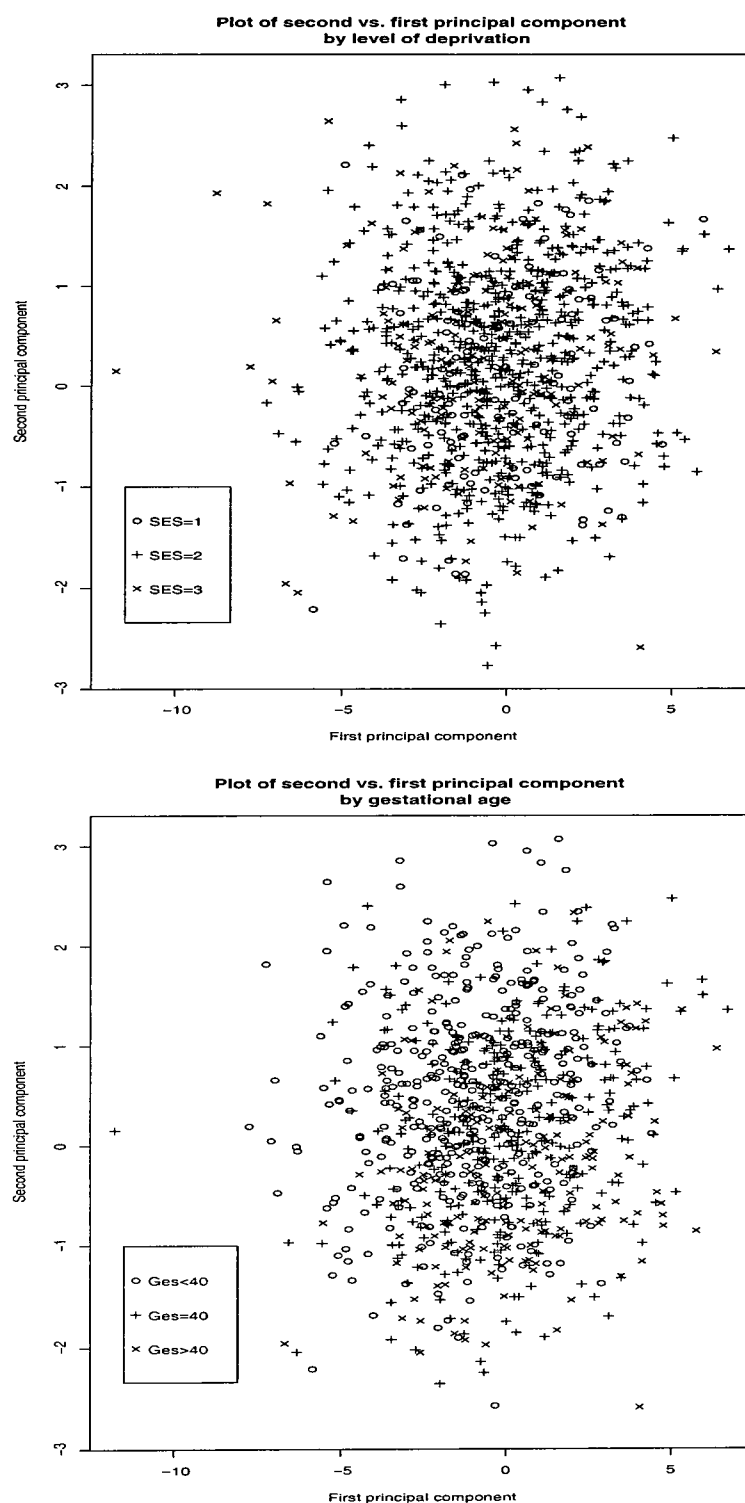 Plot of second vs. first principal component
by level of deprivation
Second principal component
3
2
1
0
-1
-2
-3
o SES=1
+ SES=2
× SES=3
-10 -5 0 5
First principal component
Plot of second vs. first principal component
by gestational age
Second principal component
3
2
1
0
-1
-2
-3
o Ges<40
+ Ges=40
× Ges>40
-10 -5 0 5
First principal component